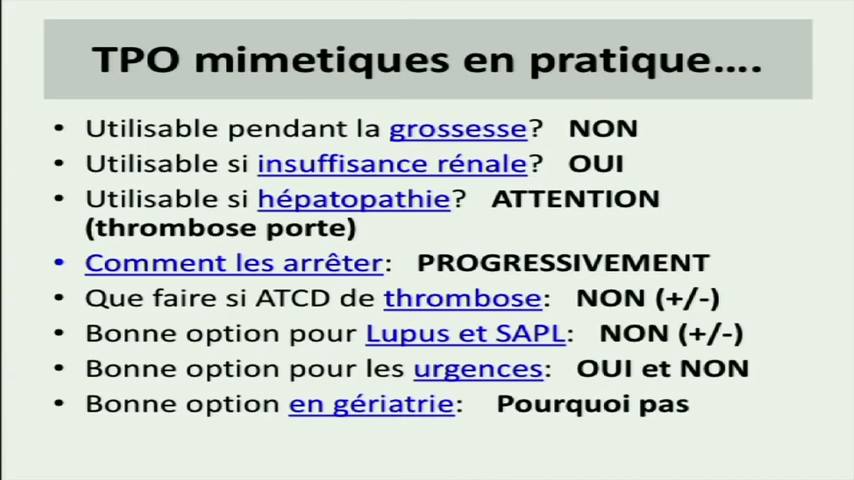 TPO mimetiques en pratique....
• Utilisable pendant la grossesse? NON
• Utilisable si insuffisance rénale? OUI
• Utilisable si hépatopathie? ATTENTION
(thrombose porte)
• Comment les arrêter: PROGRESSIVEMENT
• Que faire si ATCD de thrombose: NON (+/-)
• Bonne option pour Lupus et SAPL: NON (+/-)
• Bonne option pour les urgences: OUI et NON
• Bonne option en gériatrie: Pourquoi pas